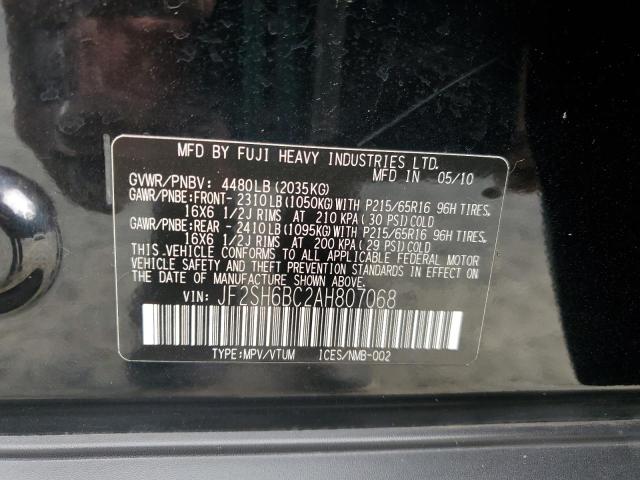 MFD BY FUJI HEAVY INDUSTRIES LTD.
MFD IN 05/10
GVWR/PNBV: 4480LB(2035KG)
GAWR/PNBE:FRONT- 2310LB(1050KG)WITH P215/65R16 96H TIRES.
16X6 1/2J RIMS AT 210 KPA(30 PSI)COLD
GAWR/PNBE:REAR - 2410LB(1095KG)WITH P215/65R16 96H TIRES.
16X6 1/2J RIMS AT 200 KPA(29 PSI)COLD
THIS VEHICLE CONFORMS TO ALL APPLICABLE FEDERAL MOTOR
VEHICLE SAFETY AND THEFT PREVENTION STANDARDS IN EFFECT ON
THE DATE OF MANUFACTURE SHOWN ABOVE.
VIN: JF2SH6BC2AH807068
TYPE:MPV/VTUM ICES/NMB-002